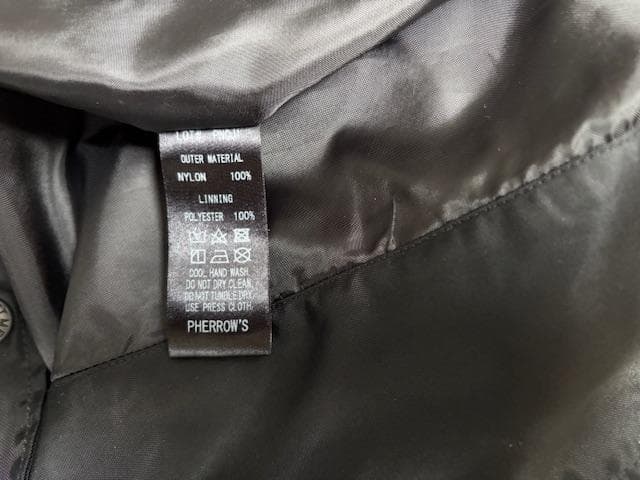 OUTER MATERIAL
NYLON 100%
LINNING
POLYESTER 100%
COOL HAND WASH.
DO NOT DRY CLEAN.
DO NOT TUMBLE DRY.
USE PRESS CLOTH.
PHERROW'S